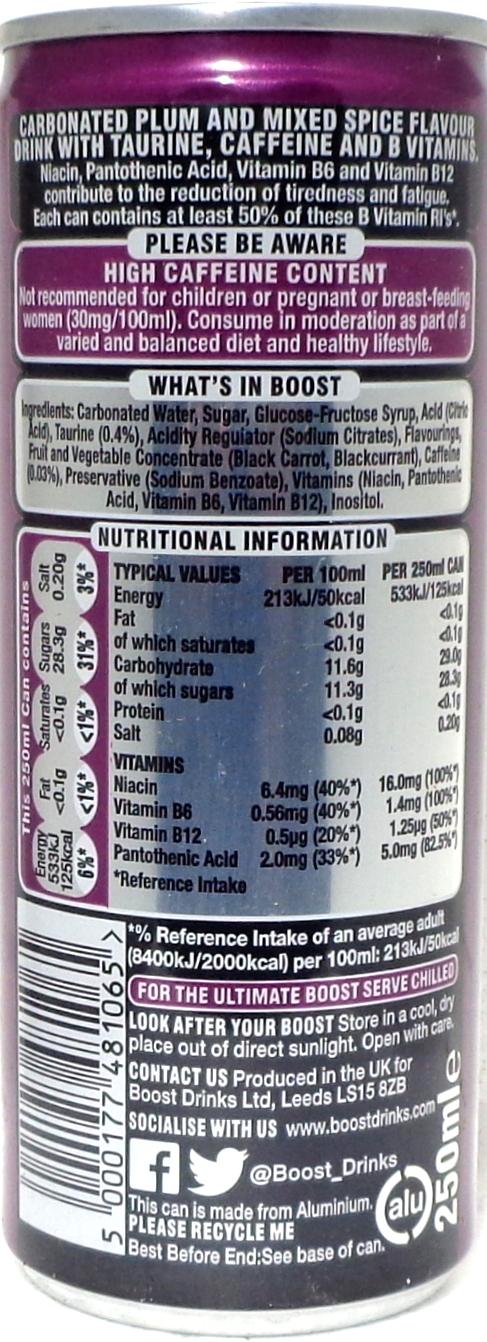 CARBONATED PLUM AND MIXED SPICE FLAVOUR
DRINK WITH TAURINE, CAFFEINE AND B VITAMINS.
Niacin, Pantothenic Acid, Vitamin B6 and Vitamin B12
contribute to the reduction of tiredness and fatigue.
Each can contains at least 50% of these B Vitamin RI's*.
PLEASE BE AWARE
HIGH CAFFEINE CONTENT
Not recommended for children or pregnant or breast-feeding
women (30mg/100ml). Consume in moderation as part of a
varied and balanced diet and healthy lifestyle.
WHAT'S IN BOOST
Ingredients: Carbonated Water, Sugar, Glucose-Fructose Syrup, Acid (Citric
Acid), Taurine (0.4%), Acidity Regulator (Sodium Citrates), Flavourings,
Fruit and Vegetable Concentrate (Black Carrot, Blackcurrant), Caffeine
(0.03%), Preservative (Sodium Benzoate), Vitamins (Niacin, Pantothenic
Acid, Vitamin B6, Vitamin B12), Inositol.
NUTRITIONAL INFORMATION
This 250ml Can contains
Energy 533kJ 125kcal 6%*
Fat <0.1g <1%*
Saturates <0.1g <1%*
Sugars 28.3g 31%*
Salt 0.20g 3%*
TYPICAL VALUES PER 100ml PER 250ml CAN
Energy 213kJ/50kcal 533kJ/125kcal
Fat <0.1g <0.1g
of which saturates <0.1g <0.1g
Carbohydrate 11.6g 29.0g
of which sugars 11.3g 28.3g
Protein <0.1g <0.1g
Salt 0.08g 0.20g
VITAMINS
Niacin 6.4mg (40%*) 16.0mg (100%*)
Vitamin B6 0.56mg (40%*) 1.4mg (100%*)
Vitamin B12 0.5µg (20%*) 1.25µg (50%*)
Pantothenic Acid 2.0mg (33%*) 5.0mg (82.5%*)
*Reference Intake
*% Reference Intake of an average adult
(8400kJ/2000kcal) per 100ml: 213kJ/50kcal
FOR THE ULTIMATE BOOST SERVE CHILLED
LOOK AFTER YOUR BOOST Store in a cool, dry
place out of direct sunlight. Open with care.
CONTACT US Produced in the UK for
Boost Drinks Ltd, Leeds LS15 8ZB
SOCIALISE WITH US www.boostdrinks.com
@Boost_Drinks
This can is made from Aluminium.
PLEASE RECYCLE ME
Best Before End:See base of can.
alu
250ml e
5 000177 481065 >